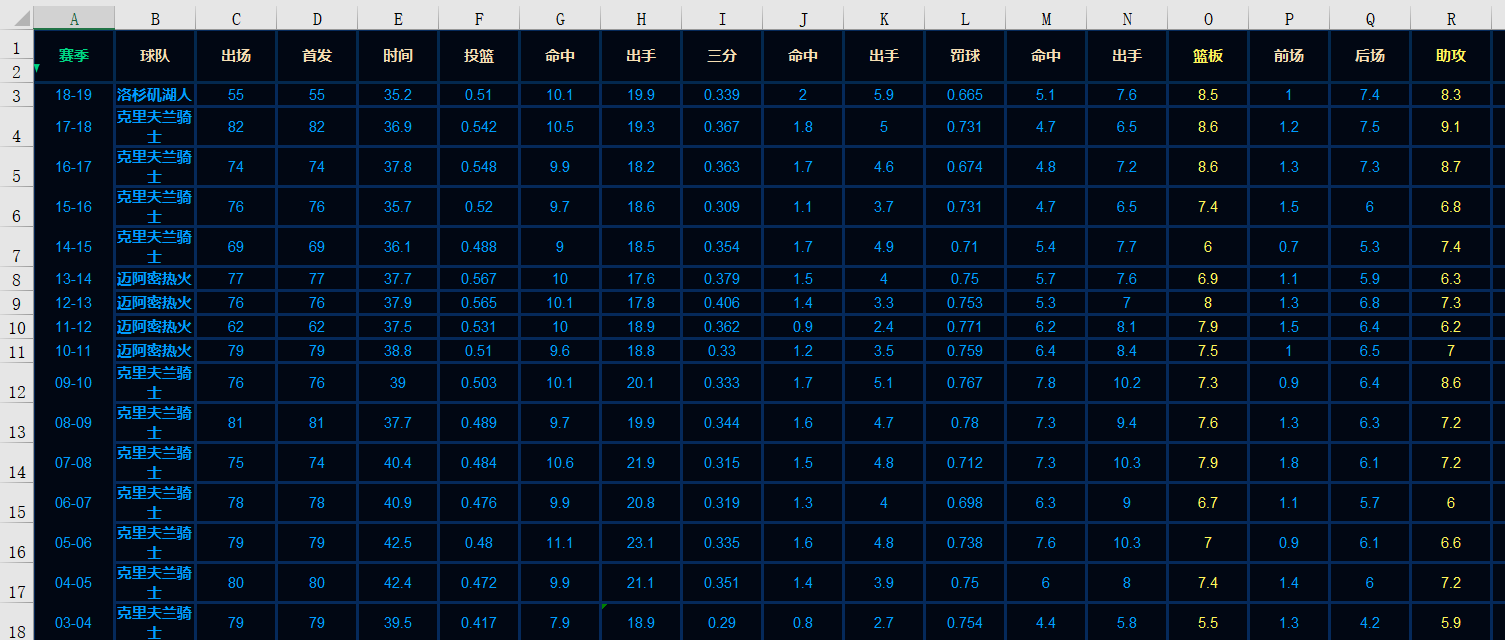 A B C D E F G H I J K L M N O P Q R
1 赛季 球队 出场 首发 时间 投篮 命中 出手 三分 命中 出手 罚球 命中 出手 篮板 前场 后场 助攻
2
3 18-19 洛杉矶湖人 55 55 35.2 0.51 10.1 19.9 0.339 2 5.9 0.665 5.1 7.6 8.5 1 7.4 8.3
4 17-18 克里夫兰骑士 82 82 36.9 0.542 10.5 19.3 0.367 1.8 5 0.731 4.7 6.5 8.6 1.2 7.5 9.1
5 16-17 克里夫兰骑士 74 74 37.8 0.548 9.9 18.2 0.363 1.7 4.6 0.674 4.8 7.2 8.6 1.3 7.3 8.7
6 15-16 克里夫兰骑士 76 76 35.7 0.52 9.7 18.6 0.309 1.1 3.7 0.731 4.7 6.5 7.4 1.5 6 6.8
7 14-15 克里夫兰骑士 69 69 36.1 0.488 9 18.5 0.354 1.7 4.9 0.71 5.4 7.7 6 0.7 5.3 7.4
8 13-14 迈阿密热火 77 77 37.7 0.567 10 17.6 0.379 1.5 4 0.75 5.7 7.6 6.9 1.1 5.9 6.3
9 12-13 迈阿密热火 76 76 37.9 0.565 10.1 17.8 0.406 1.4 3.3 0.753 5.3 7 8 1.3 6.8 7.3
10 11-12 迈阿密热火 62 62 37.5 0.531 10 18.9 0.362 0.9 2.4 0.771 6.2 8.1 7.9 1.5 6.4 6.2
11 10-11 迈阿密热火 79 79 38.8 0.51 9.6 18.8 0.33 1.2 3.5 0.759 6.4 8.4 7.5 1 6.5 7
12 09-10 克里夫兰骑士 76 76 39 0.503 10.1 20.1 0.333 1.7 5.1 0.767 7.8 10.2 7.3 0.9 6.4 8.6
13 08-09 克里夫兰骑士 81 81 37.7 0.489 9.7 19.9 0.344 1.6 4.7 0.78 7.3 9.4 7.6 1.3 6.3 7.2
14 07-08 克里夫兰骑士 75 74 40.4 0.484 10.6 21.9 0.315 1.5 4.8 0.712 7.3 10.3 7.9 1.8 6.1 7.2
15 06-07 克里夫兰骑士 78 78 40.9 0.476 9.9 20.8 0.319 1.3 4 0.698 6.3 9 6.7 1.1 5.7 6
16 05-06 克里夫兰骑士 79 79 42.5 0.48 11.1 23.1 0.335 1.6 4.8 0.738 7.6 10.3 7 0.9 6.1 6.6
17 04-05 克里夫兰骑士 80 80 42.4 0.472 9.9 21.1 0.351 1.4 3.9 0.75 6 8 7.4 1.4 6 7.2
18 03-04 克里夫兰骑士 79 79 39.5 0.417 7.9 18.9 0.29 0.8 2.7 0.754 4.4 5.8 5.5 1.3 4.2 5.9